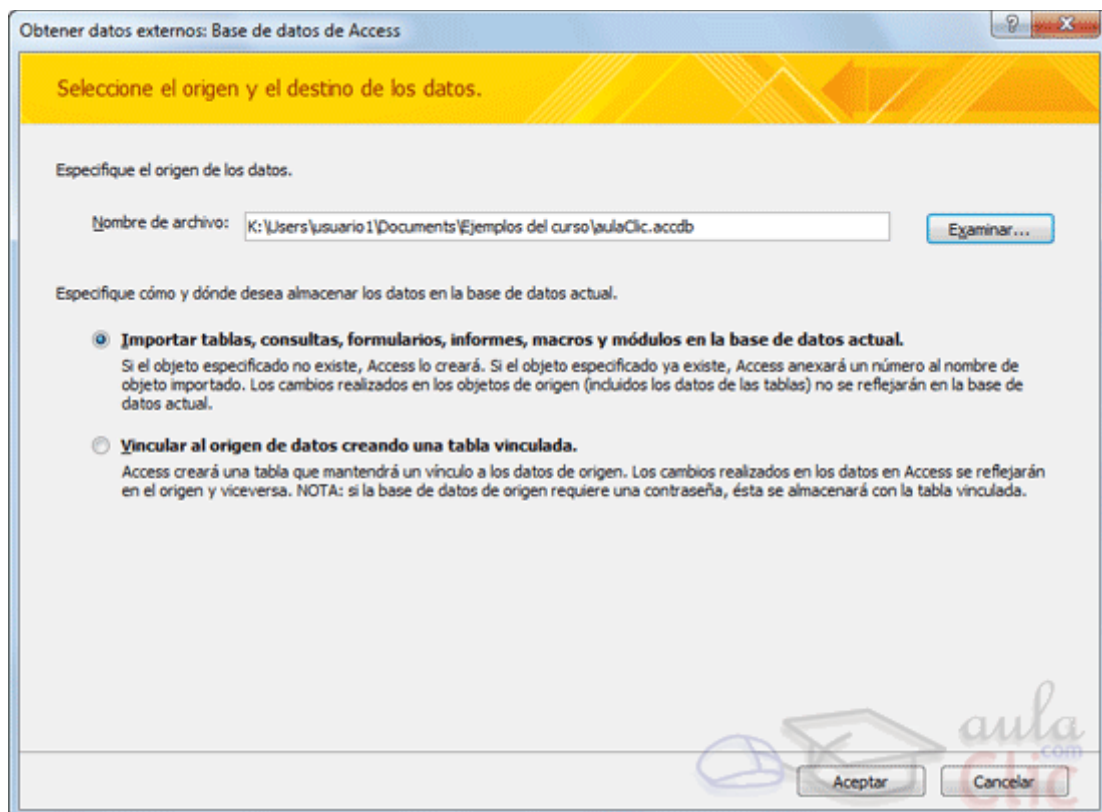 Obtener datos externos: Base de datos de Access
Seleccione el origen y el destino de los datos.
Especifique el origen de los datos.
Nombre de archivo: K:\Users\usuario1\Documents\Ejemplos del curso\aulaClic.accdb Examinar...
Especifique cómo y dónde desea almacenar los datos en la base de datos actual.
Importar tablas, consultas, formularios, informes, macros y módulos en la base de datos actual.
Si el objeto especificado no existe, Access lo creará. Si el objeto especificado ya existe, Access anexará un número al nombre de
objeto importado. Los cambios realizados en los objetos de origen (incluidos los datos de las tablas) no se reflejarán en la base de
datos actual.
Vincular al origen de datos creando una tabla vinculada.
Access creará una tabla que mantendrá un vínculo a los datos de origen. Los cambios realizados en los datos en Access se reflejarán
en el origen y viceversa. NOTA: si la base de datos de origen requiere una contraseña, ésta se almacenará con la tabla vinculada.
aula
.com
Clic
Aceptar Cancelar